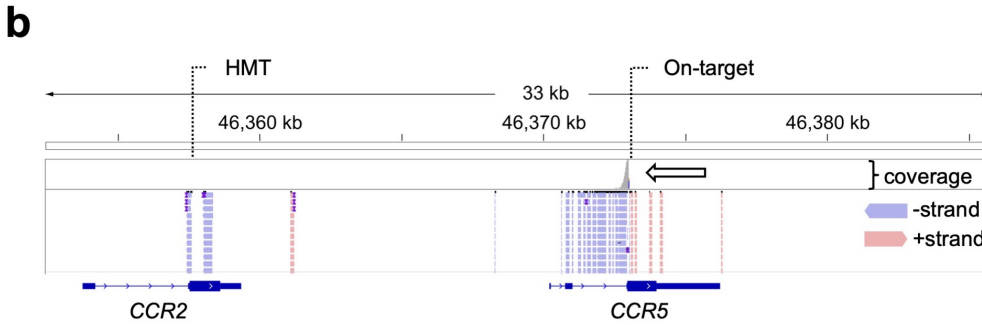 b
HMT
On-target
33 kb
46,360 kb
46,370 kb
46,380 kb
coverage
-strand
+strand
CCR2
CCR5